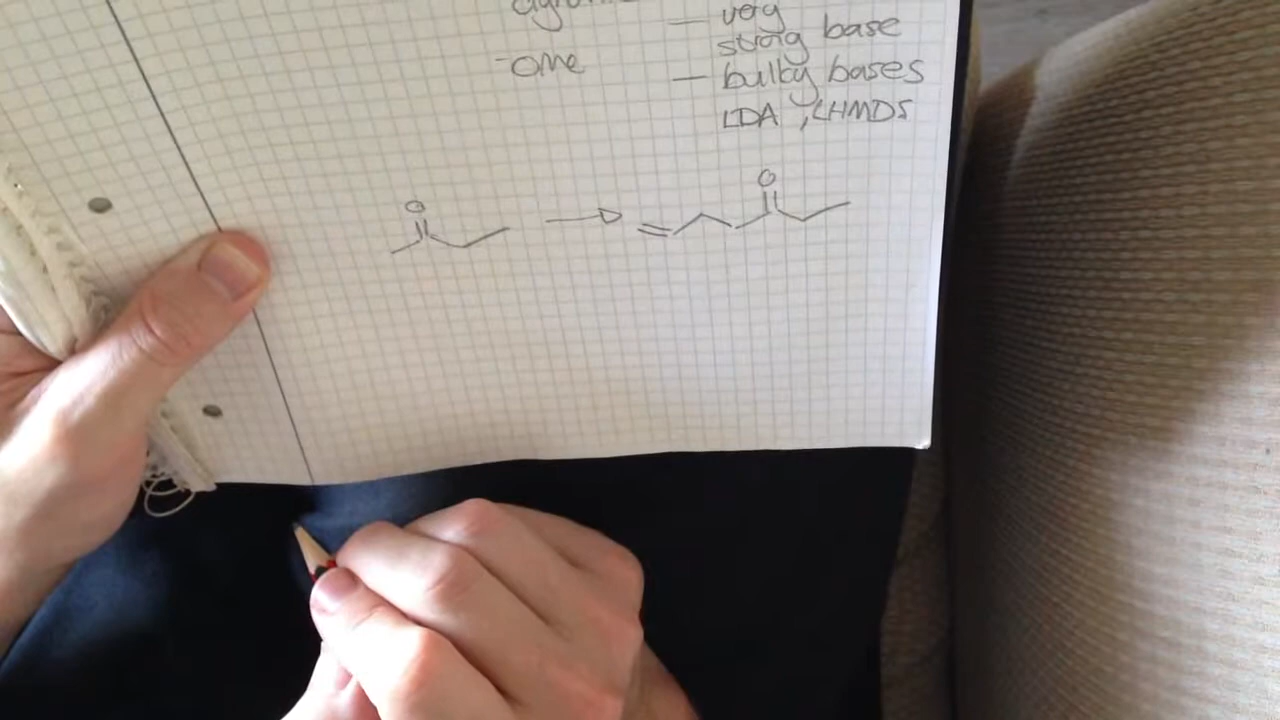 very
strong base
-OMe
— bulky bases
LDA, LHMDS
O
O